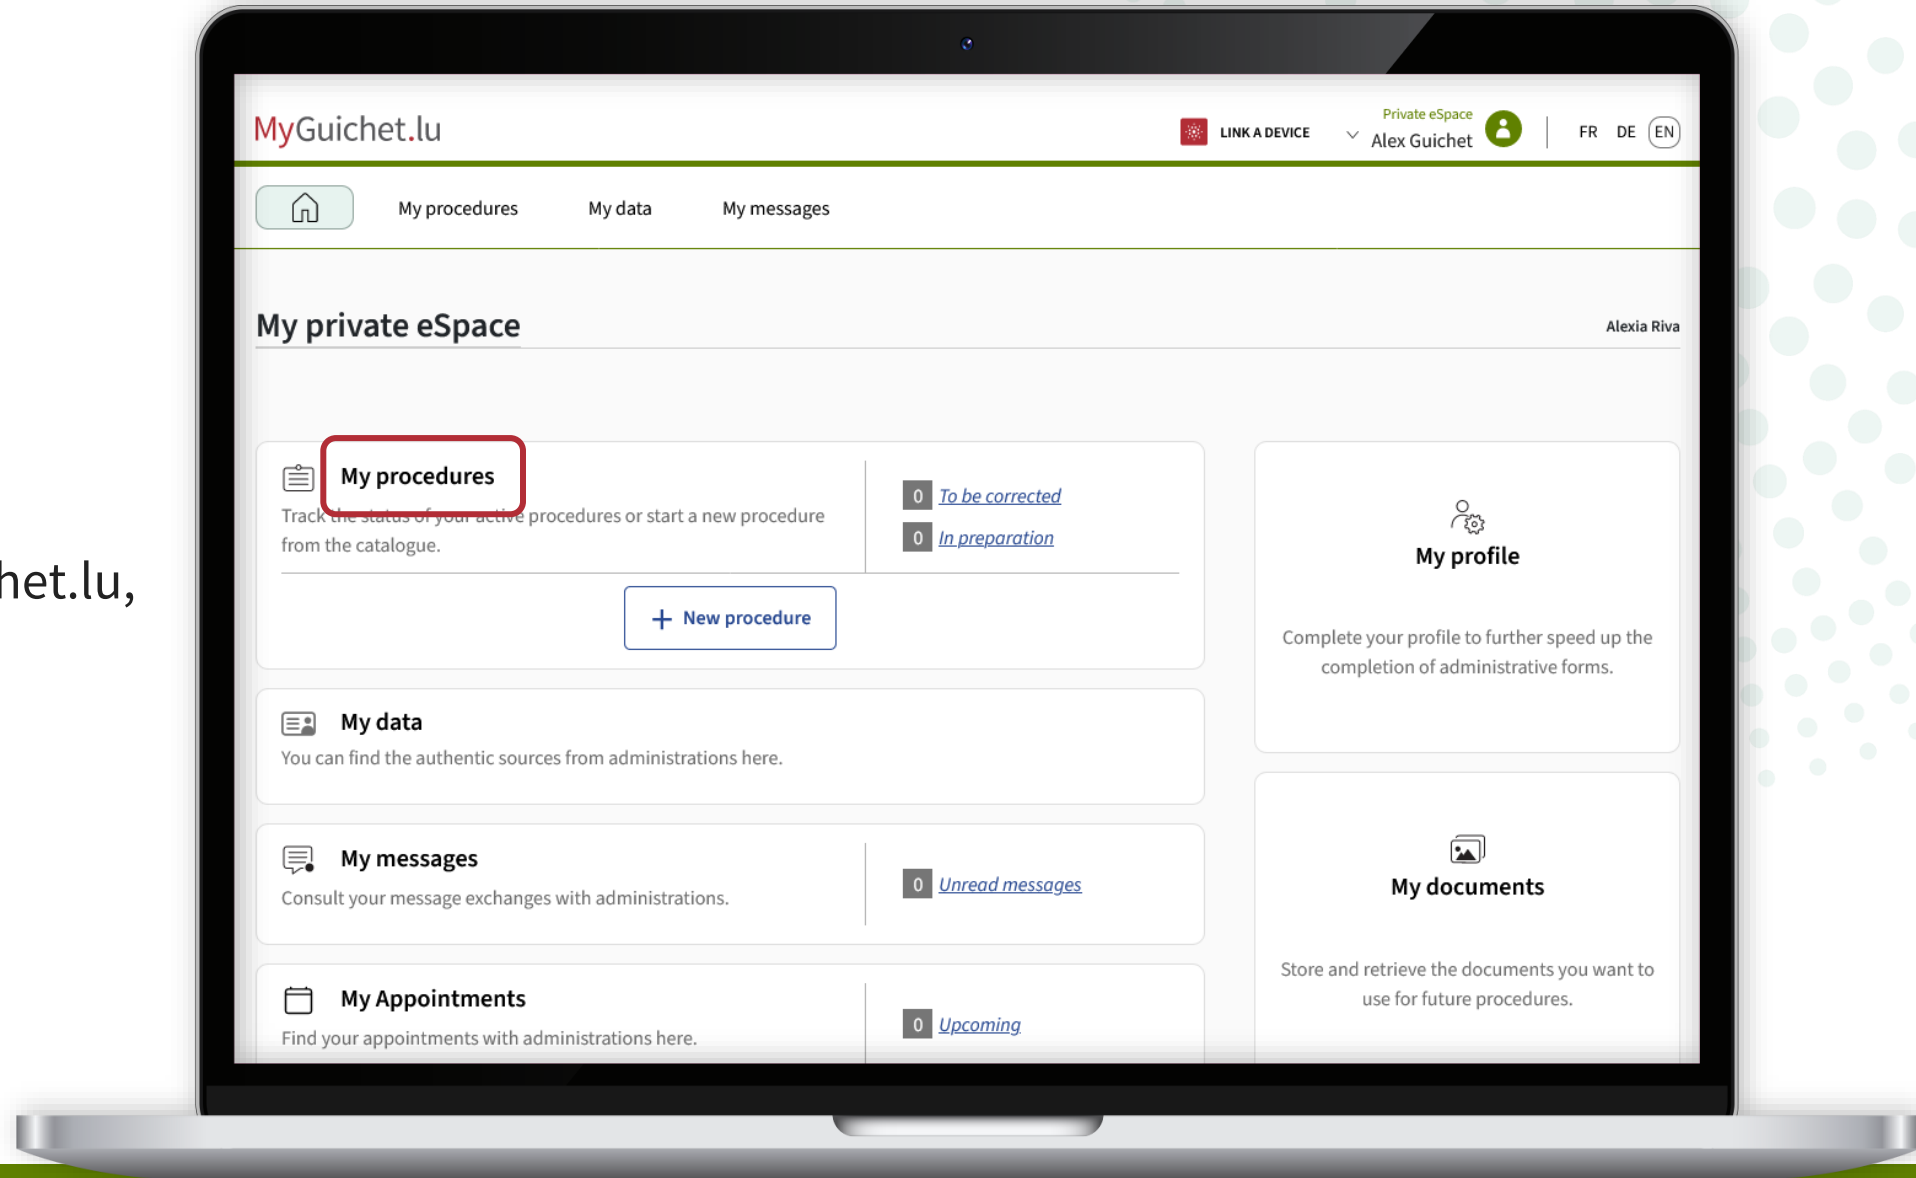 MyGuichet.lu
LINK A DEVICE
Private eSpace
Alex Guichet
FR DE EN
My procedures My data My messages
My private eSpace
Alexia Riva
My procedures
Track the status of your active procedures or start a new procedure
from the catalogue.
0 To be corrected
0 In preparation
+ New procedure
My data
You can find the authentic sources from administrations here.
My messages
Consult your message exchanges with administrations.
0 Unread messages
My Appointments
Find your appointments with administrations here.
0 Upcoming
My profile
Complete your profile to further speed up the
completion of administrative forms.
My documents
Store and retrieve the documents you want to
use for future procedures.
het.lu,